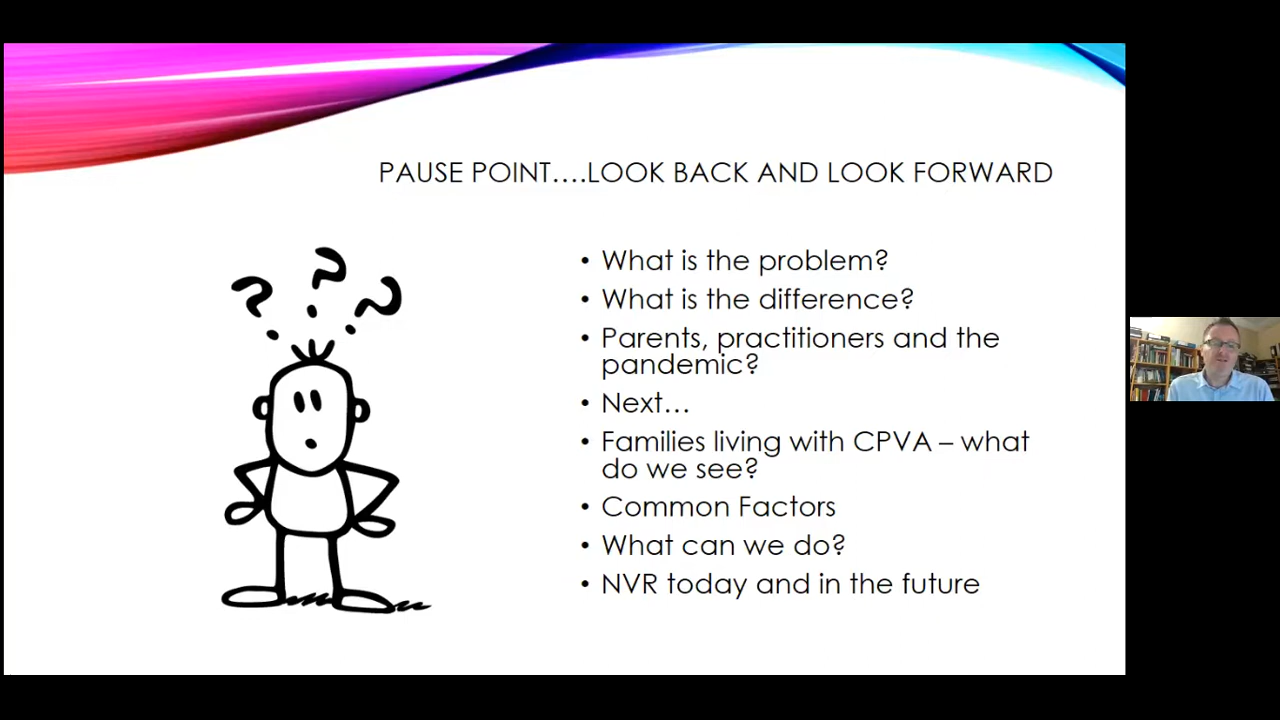 PAUSE POINT....LOOK BACK AND LOOK FORWARD
? ? ?
• What is the problem?
• What is the difference?
• Parents, practitioners and the
pandemic?
• Next...
• Families living with CPVA – what
do we see?
• Common Factors
• What can we do?
• NVR today and in the future